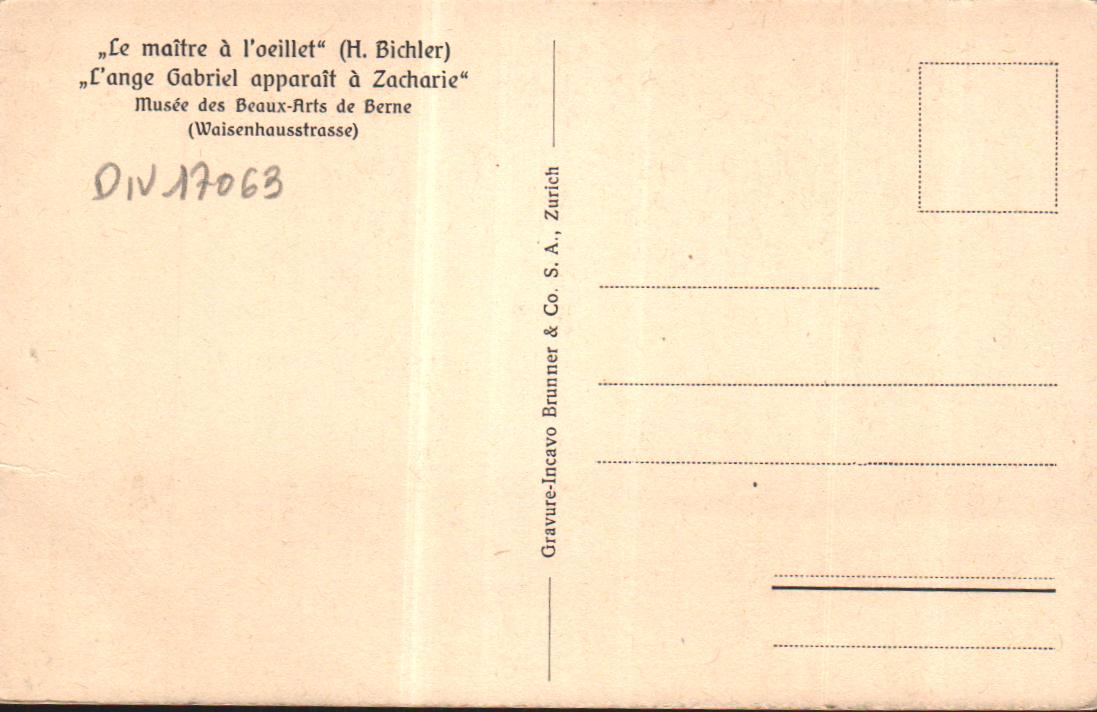 „Le maître à l'oeillet“ (H. Bichler)
„L'ange Gabriel apparaît à Zacharie“
Musée des Beaux-Arts de Berne
(Waisenhausstrasse)
DIV 17063
Gravure-Incavo Brunner & Co. S. A., Zurich